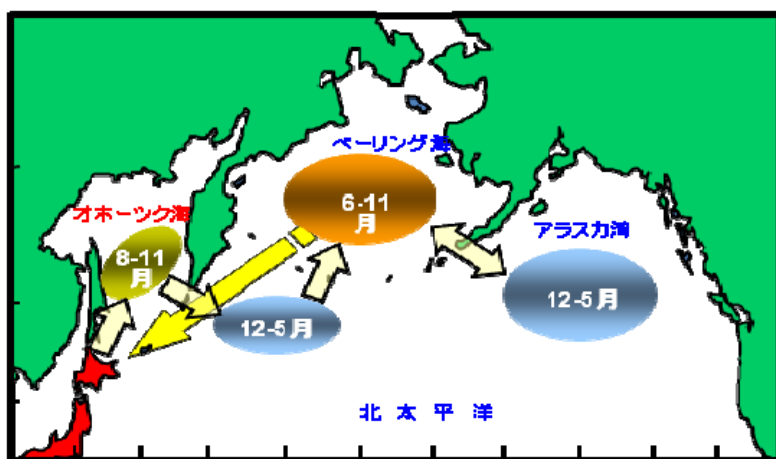 ベーリング海
6-11
月
オホーツク海
アラスカ湾
8-11
月
12-5月
12-5月
北太平洋